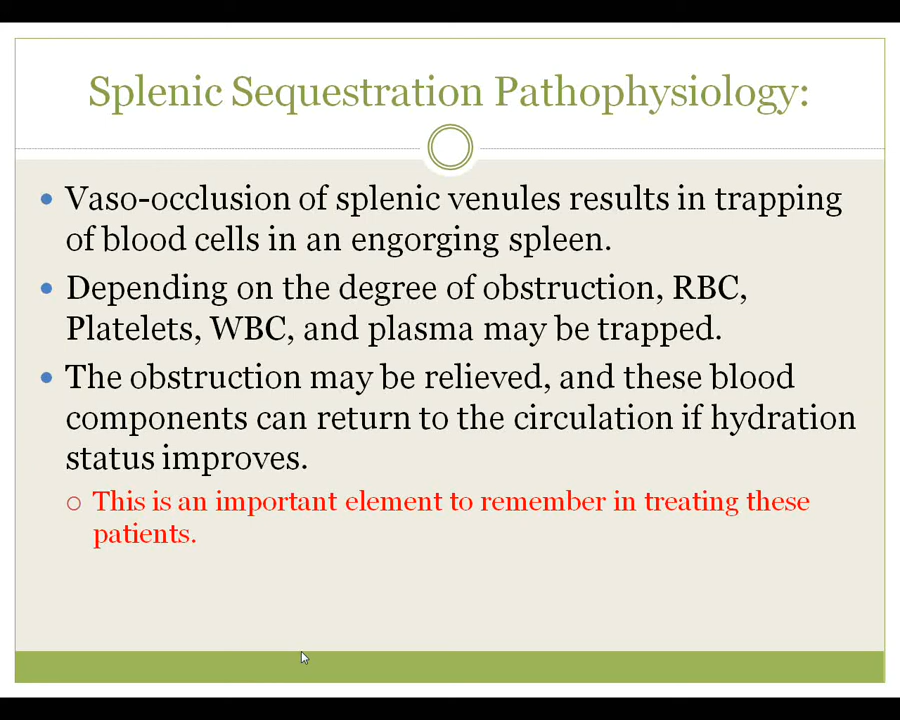 Splenic Sequestration Pathophysiology:
Vaso-occlusion of splenic venules results in trapping
of blood cells in an engorging spleen.
Depending on the degree of obstruction, RBC,
Platelets, WBC, and plasma may be trapped.
The obstruction may be relieved, and these blood
components can return to the circulation if hydration
status improves.
This is an important element to remember in treating these
patients.